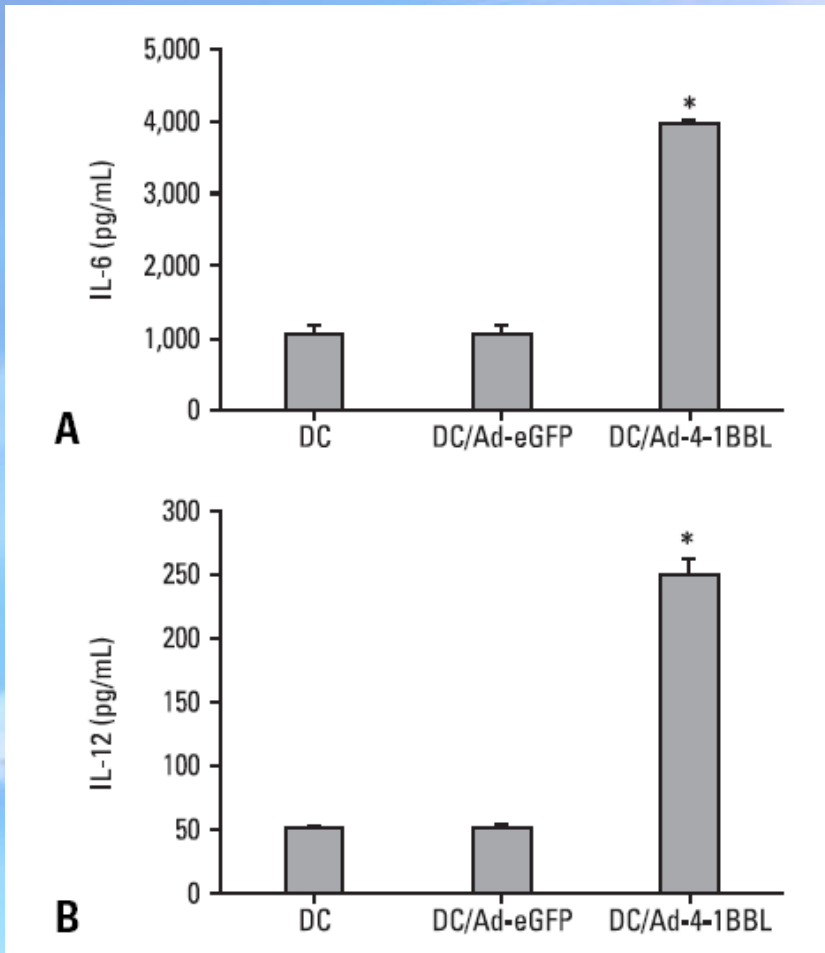 5,000
4,000
3,000
2,000
1,000
0
IL-6 (pg/mL)
*
DC DC/Ad-eGFP DC/Ad-4-1BBL
A
300
250
200
150
100
50
0
IL-12 (pg/mL)
*
DC DC/Ad-eGFP DC/Ad-4-1BBL
B